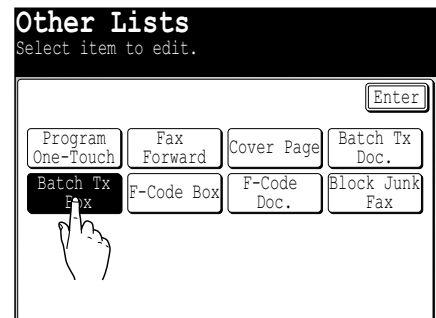 Other Lists
Select item to edit.
Enter
Program One-Touch
Fax Forward
Cover Page
Batch Tx Doc.
Batch Tx Box
F-Code Box
F-Code Doc.
Block Junk Fax